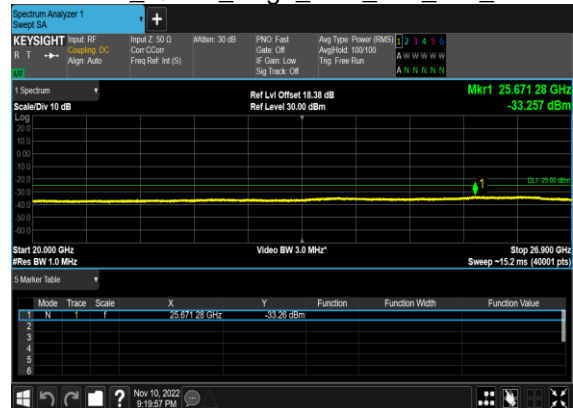 Spectrum Analyzer 1
Swept SA
+
KEYSIGHT Input: RF Input Z: 50 Ω #Atten: 30 dB PNO: Fast Avg Type: Power (RMS) 1 2 3 4 5 6
R T Coupling: DC Corr CCorr Gate: Off Avg|Hold: 100/100 A W W W W W
Align: Auto Freq Ref: Int (S) IF Gain: Low Trig: Free Run
LW Sig Track: Off A N N N N N
1 Spectrum Ref Lvl Offset 18.38 dB Mkr1 25.671 28 GHz
Scale/Div 10 dB Ref Level 30.00 dBm -33.257 dBm
Log
20.0
10.0
0.00
-10.0
-20.0
1 DL1 -25.00 dBm
-30.0
-40.0
-50.0
-60.0
Start 20.000 GHz Video BW 3.0 MHz* Stop 26.900 GHz
#Res BW 1.0 MHz Sweep ~15.2 ms (40001 pts)
5 Marker Table
Mode Trace Scale X Y Function Function Width Function Value
1 N 1 f 25.671 28 GHz -33.26 dBm
2
3
4
5
6
? Nov 10, 2022
9:19:57 PM